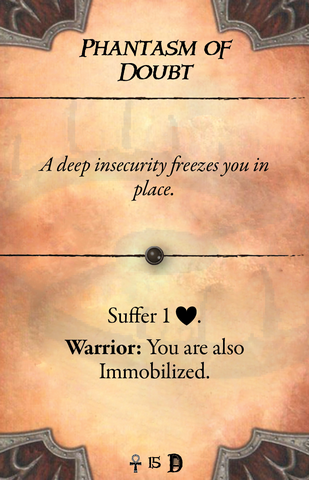 PHANTASM OF
DOUBT
A deep insecurity freezes you in
place.
Suffer 1 ♥.
Warrior: You are also
Immobilized.
15 D